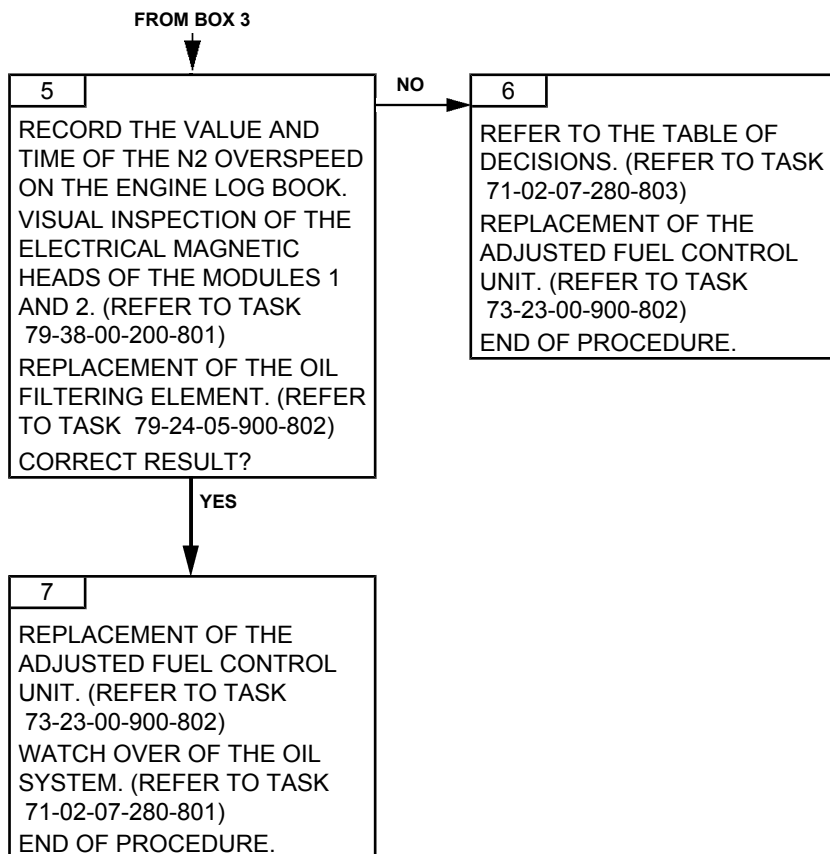 FROM BOX 3
5
RECORD THE VALUE AND
TIME OF THE N2 OVERSPEED
ON THE ENGINE LOG BOOK.
VISUAL INSPECTION OF THE
ELECTRICAL MAGNETIC
HEADS OF THE MODULES 1
AND 2. (REFER TO TASK
79-38-00-200-801)
REPLACEMENT OF THE OIL
FILTERING ELEMENT. (REFER
TO TASK 79-24-05-900-802)
CORRECT RESULT?
NO
6
REFER TO THE TABLE OF
DECISIONS. (REFER TO TASK
71-02-07-280-803)
REPLACEMENT OF THE
ADJUSTED FUEL CONTROL
UNIT. (REFER TO TASK
73-23-00-900-802)
END OF PROCEDURE.
YES
7
REPLACEMENT OF THE
ADJUSTED FUEL CONTROL
UNIT. (REFER TO TASK
73-23-00-900-802)
WATCH OVER OF THE OIL
SYSTEM. (REFER TO TASK
71-02-07-280-801)
END OF PROCEDURE.